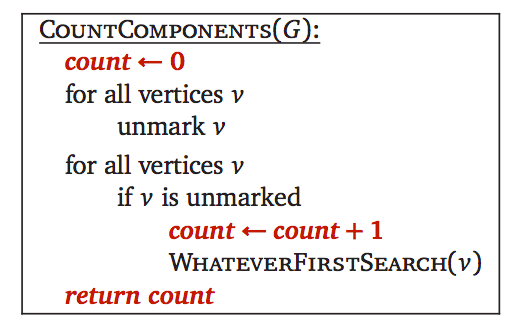 COUNTCOMPONENTS(G):
count ← 0
for all vertices v
unmark v
for all vertices v
if v is unmarked
count ← count + 1
WHATEVERFIRSTSEARCH(v)
return count